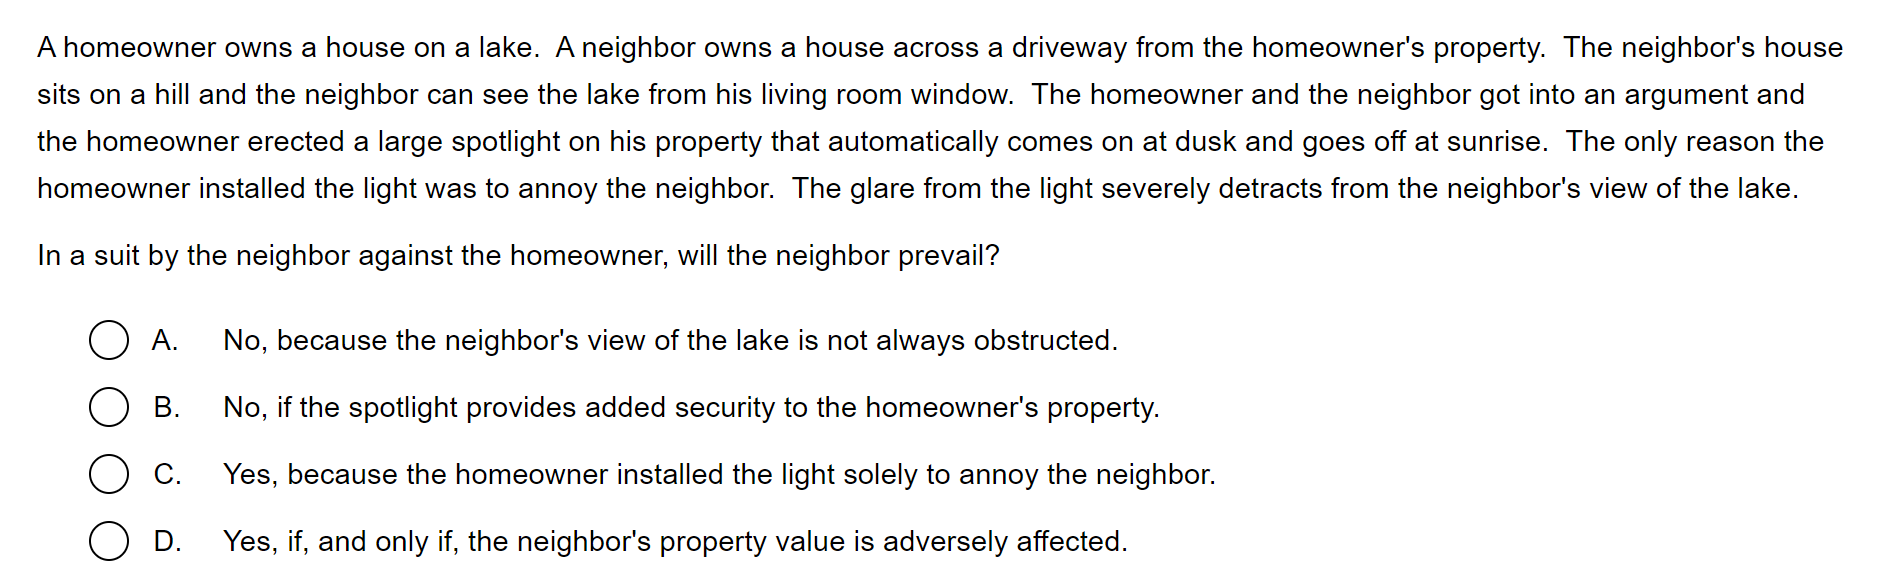 A homeowner owns a house on a lake.  A neighbor owns a house across a driveway from the homeowner's property.  The neighbor's house
sits on a hill and the neighbor can see the lake from his living room window.  The homeowner and the neighbor got into an argument and
the homeowner erected a large spotlight on his property that automatically comes on at dusk and goes off at sunrise.  The only reason the
homeowner installed the light was to annoy the neighbor.  The glare from the light severely detracts from the neighbor's view of the lake.
In a suit by the neighbor against the homeowner, will the neighbor prevail?
A. No, because the neighbor's view of the lake is not always obstructed.
B. No, if the spotlight provides added security to the homeowner's property.
C. Yes, because the homeowner installed the light solely to annoy the neighbor.
D. Yes, if, and only if, the neighbor's property value is adversely affected.